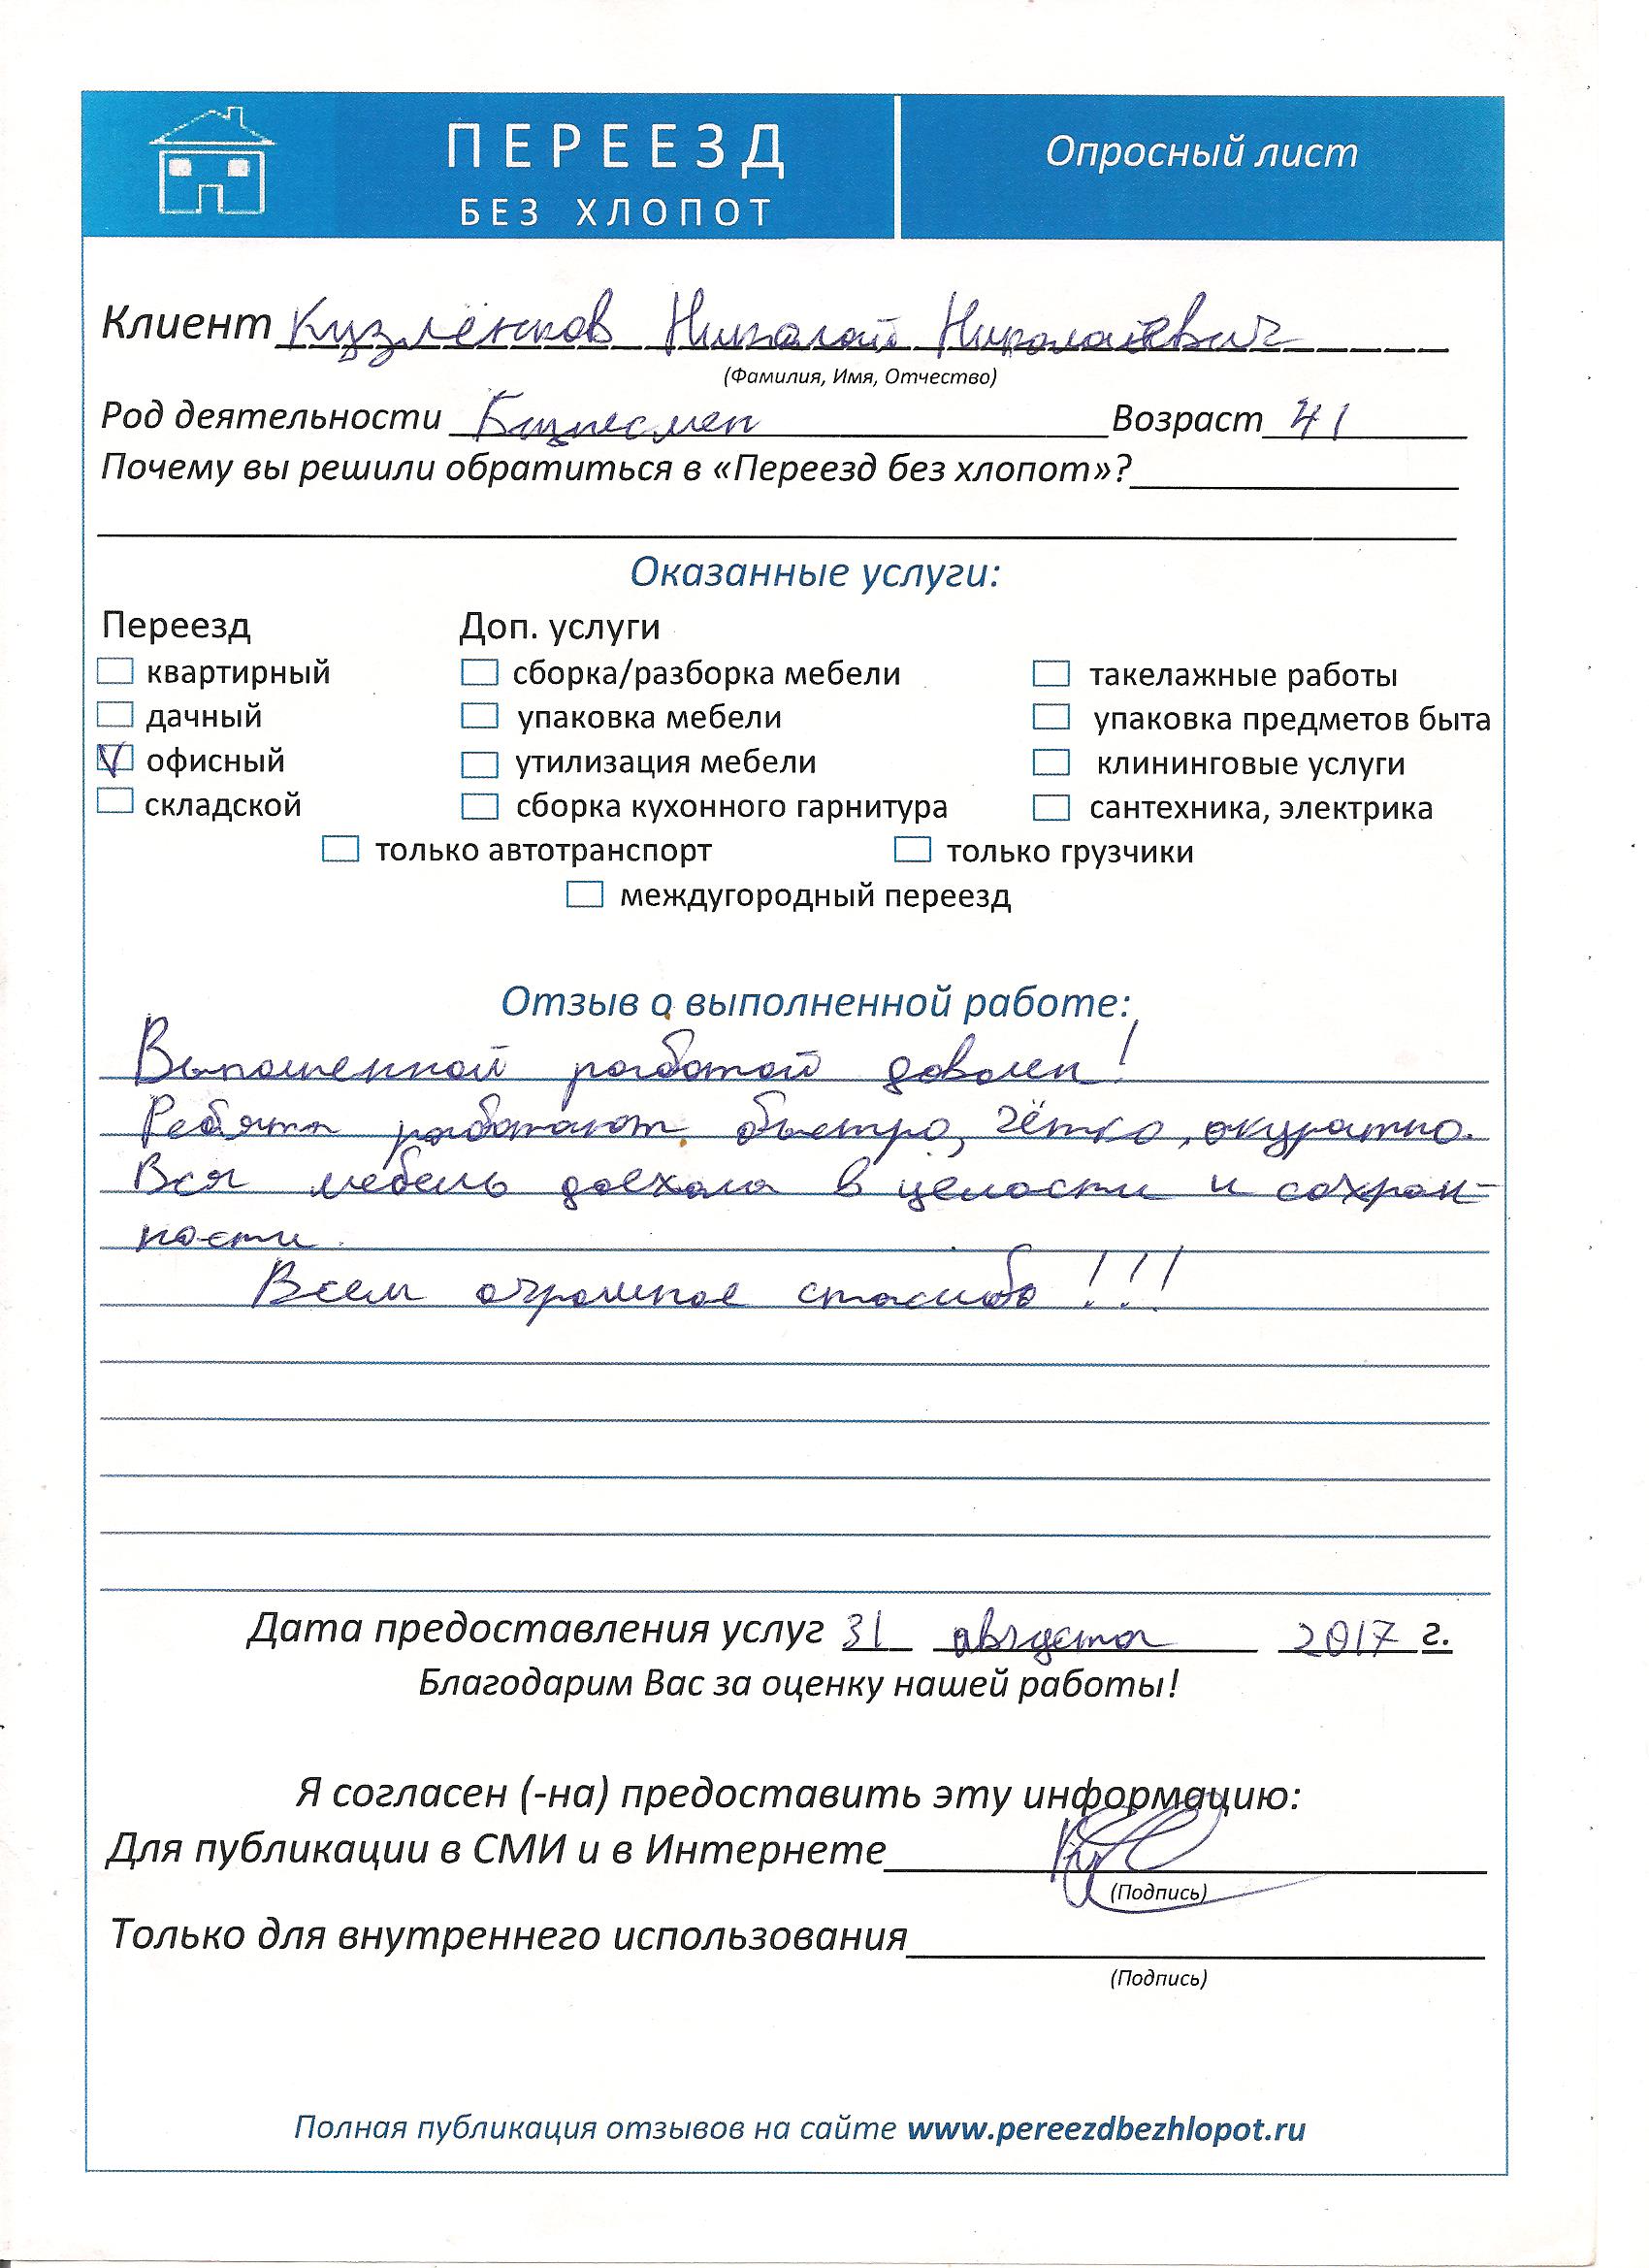 ПЕРЕЕЗД
БЕЗ ХЛОПОТ
Опросный лист
Клиент Кузлёнков Николай Николаевич
(Фамилия, Имя, Отчество)
Род деятельности Бизнесмен Возраст 41
Почему вы решили обратиться в «Переезд без хлопот»?
Оказанные услуги:
Переезд Доп. услуги
квартирный сборка/разборка мебели такелажные работы
дачный упаковка мебели упаковка предметов быта
V офисный утилизация мебели клининговые услуги
складской сборка кухонного гарнитура сантехника, электрика
только автотранспорт только грузчики
междугородный переезд
Отзыв о выполненной работе:
Выполненной работой доволен!
Ребята работают быстро, чётко, окуратно.
Вся мебель доехала в целости и сохран-
ности.
Всем огромное спасибо!!!
Дата предоставления услуг 31 августа 2017 г.
Благодарим Вас за оценку нашей работы!
Я согласен (-на) предоставить эту информацию:
Для публикации в СМИ и в Интернете
(Подпись)
Только для внутреннего использования
(Подпись)
Полная публикация отзывов на сайте www.pereezdbezhlopot.ru